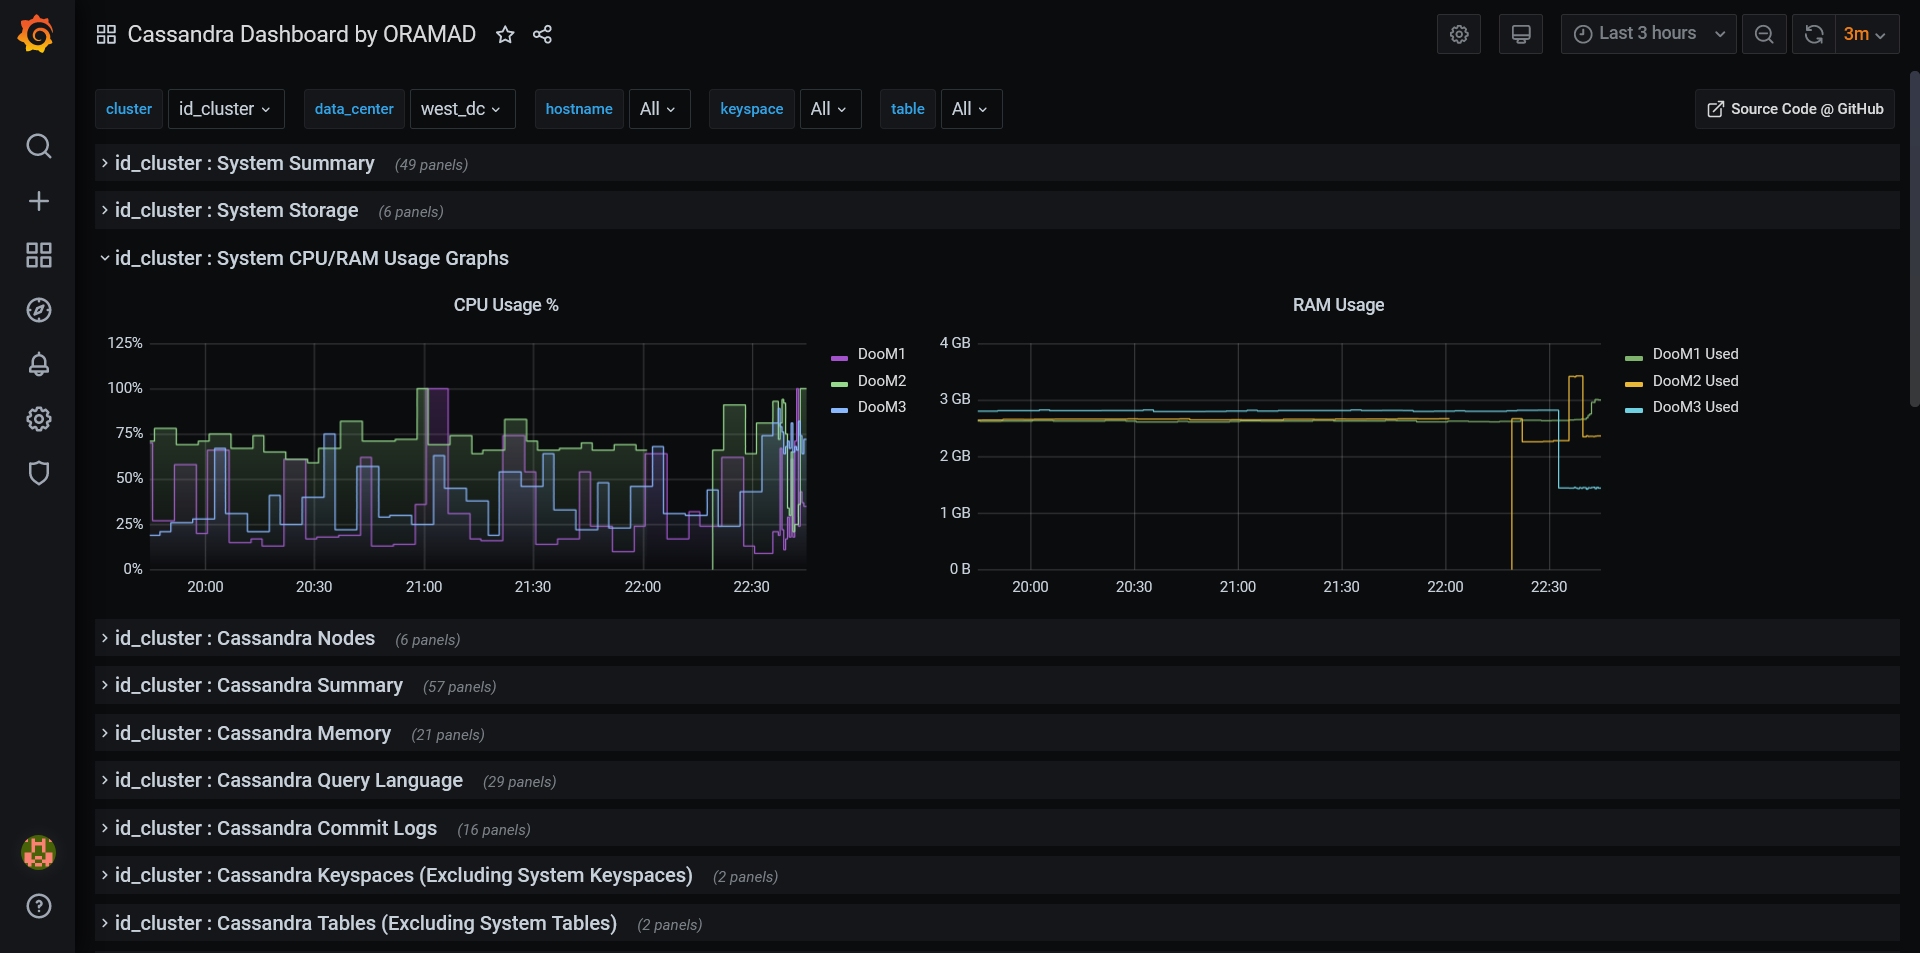 Cassandra Dashboard by ORAMAD
Last 3 hours
3m
cluster id_cluster data_center west_dc hostname All keyspace All table All Source Code @ GitHub
id_cluster : System Summary (49 panels)
id_cluster : System Storage (6 panels)
id_cluster : System CPU/RAM Usage Graphs
CPU Usage %
125%
100%
75%
50%
25%
0%
20:00 20:30 21:00 21:30 22:00 22:30
DooM1
DooM2
DooM3
RAM Usage
4 GB
3 GB
2 GB
1 GB
0 B
20:00 20:30 21:00 21:30 22:00 22:30
DooM1 Used
DooM2 Used
DooM3 Used
id_cluster : Cassandra Nodes (6 panels)
id_cluster : Cassandra Summary (57 panels)
id_cluster : Cassandra Memory (21 panels)
id_cluster : Cassandra Query Language (29 panels)
id_cluster : Cassandra Commit Logs (16 panels)
id_cluster : Cassandra Keyspaces (Excluding System Keyspaces) (2 panels)
id_cluster : Cassandra Tables (Excluding System Tables) (2 panels)